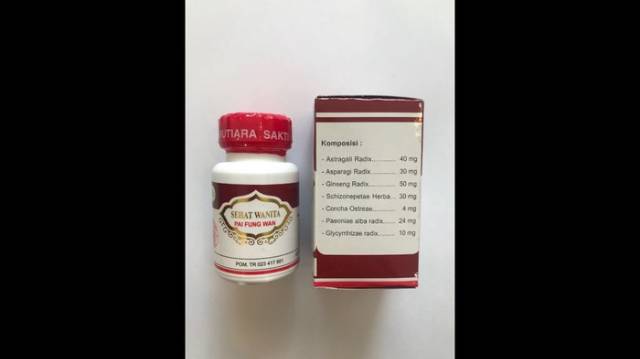 UTIARA SAKTI
SEHAT WANITA
PAI FUNG WAN
POM. TR 023 417 991
Komposisi :
- Astragali Radix............ 40 mg
- Asparagi Radix............ 30 mg
- Ginseng Radix............ 50 mg
- Schizonepetae Herba... 30 mg
- Concha Ostreae.......... 4 mg
- Paeoniae alba radix....... 24 mg
- Glycyrrhizae radix......... 10 mg